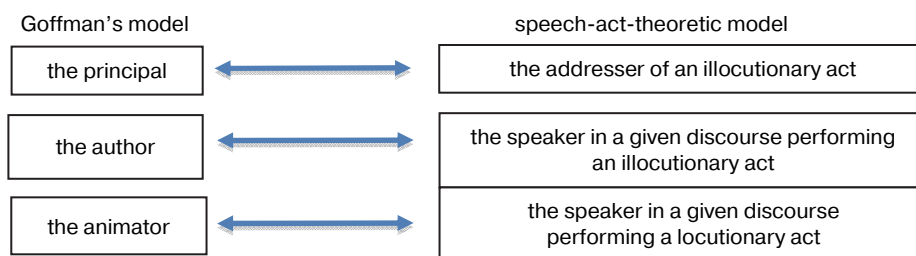 Goffman's model
speech-act-theoretic model
the principal
the addresser of an illocutionary act
the author
the speaker in a given discourse performing
an illocutionary act
the animator
the speaker in a given discourse
performing a locutionary act